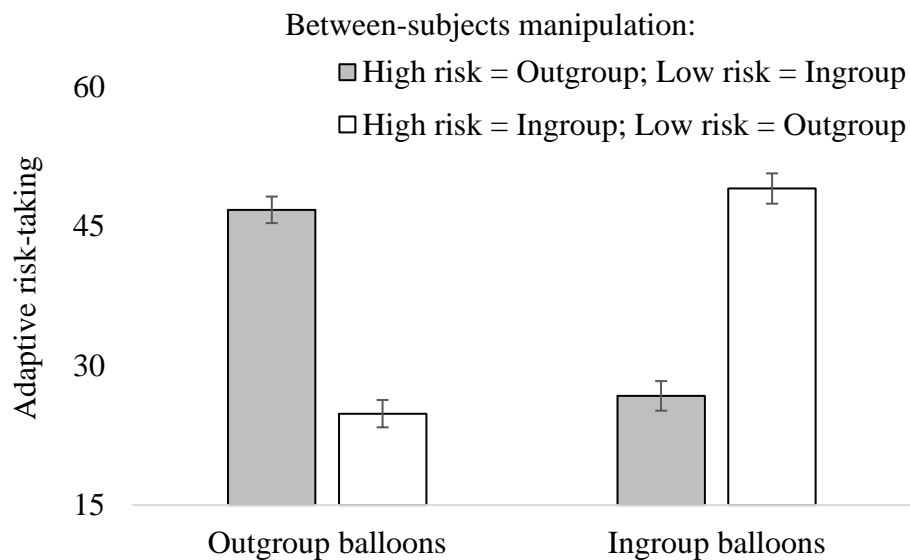 Between-subjects manipulation:
High risk = Outgroup; Low risk = Ingroup
High risk = Ingroup; Low risk = Outgroup
Adaptive risk-taking
60
45
30
15
Outgroup balloons
Ingroup balloons